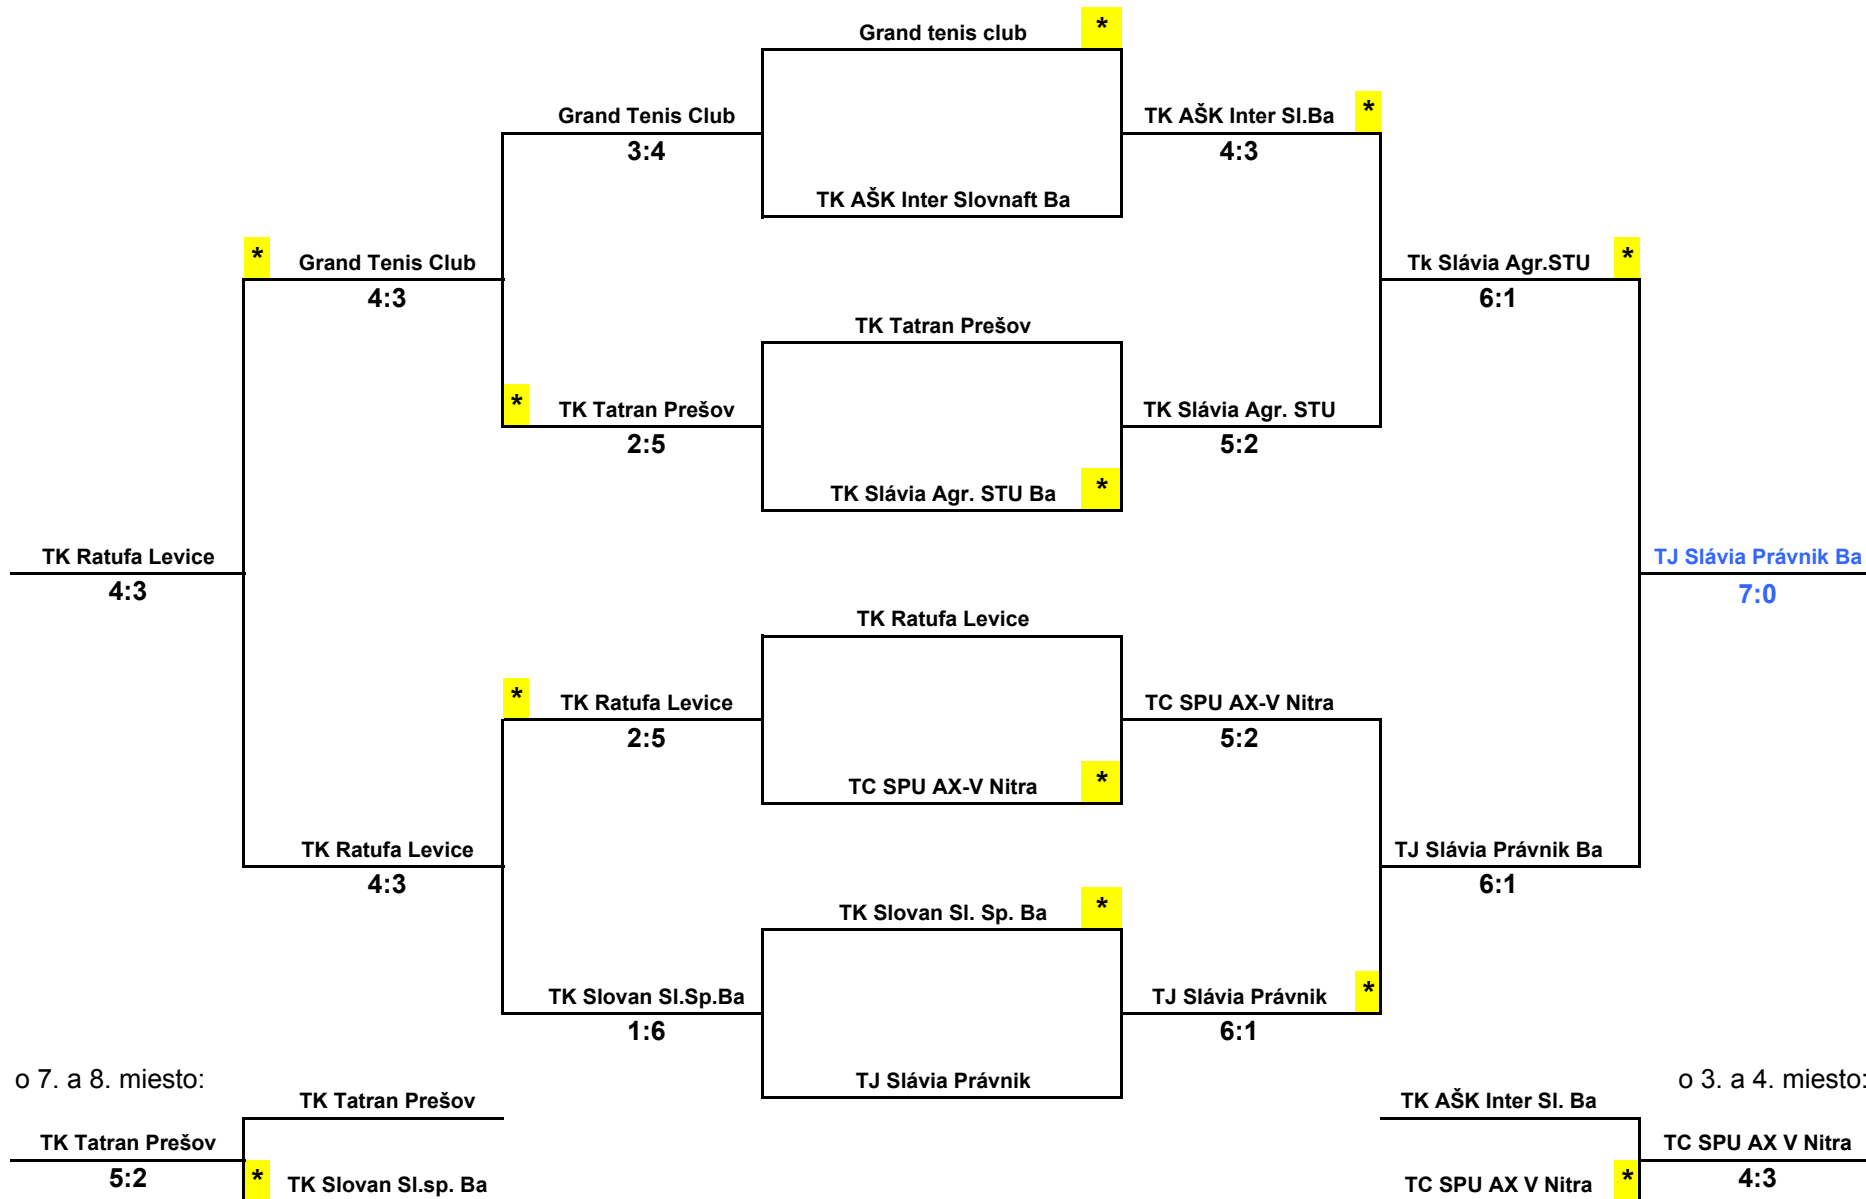 Grand tenis club *
Grand Tenis Club
3:4
TK AŠK Inter Sl.Ba *
4:3
TK AŠK Inter Slovnaft Ba
* Grand Tenis Club
4:3
Tk Slávia Agr.STU *
6:1
TK Tatran Prešov
* TK Tatran Prešov
2:5
TK Slávia Agr. STU
5:2
TK Slávia Agr. STU Ba *
TK Ratufa Levice
4:3
TJ Slávia Právnik Ba
7:0
TK Ratufa Levice
* TK Ratufa Levice
2:5
TC SPU AX-V Nitra
5:2
TC SPU AX-V Nitra *
TK Ratufa Levice
4:3
TJ Slávia Právnik Ba
6:1
TK Slovan Sl. Sp. Ba *
TK Slovan Sl.Sp.Ba
1:6
TJ Slávia Právnik *
6:1
TJ Slávia Právnik
o 7. a 8. miesto:
TK Tatran Prešov
TK Tatran Prešov
5:2
* TK Slovan Sl.sp. Ba
o 3. a 4. miesto:
TK AŠK Inter Sl. Ba
TC SPU AX V Nitra
4:3
TC SPU AX V Nitra *